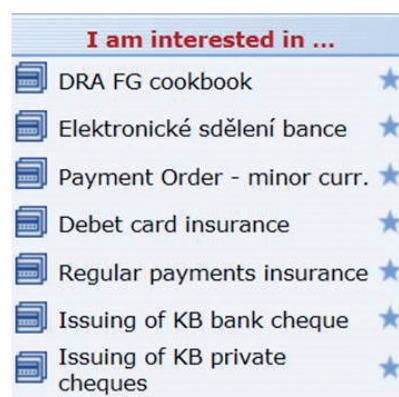 I am interested in ...
DRA FG cookbook
Elektronické sdělení bance
Payment Order - minor curr.
Debet card insurance
Regular payments insurance
Issuing of KB bank cheque
Issuing of KB private
cheques